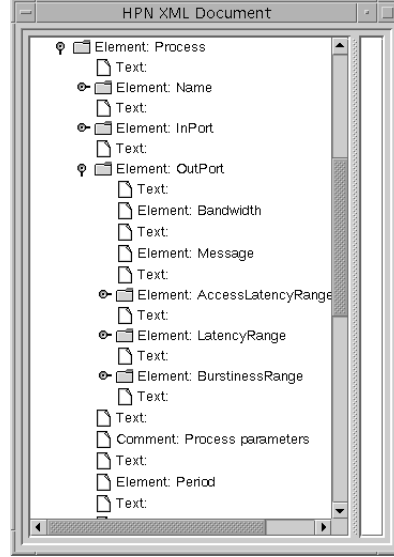 HPN XML Document
Element: Process
Text:
Element: Name
Text:
Element: InPort
Text:
Element: OutPort
Text:
Element: Bandwidth
Text:
Element: Message
Text:
Element: AccessLatencyRange
Text:
Element: LatencyRange
Text:
Element: BurstinessRange
Text:
Text:
Comment: Process parameters
Text:
Element: Period
Text: